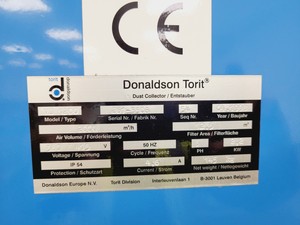 CE
torit
Donaldson Torit®
Dust Collector / Entstauber
Model / Type Serial Nr / Fabrik Nr. Seq Nr Year / Baujahr
m³/h
Air Volume / Förderleistung Filter Area / Filterfläche
V 50 HZ PH KW
Voltage / Spannung Cycle / Frequenz
IP 54 A
Protection / Schutzart Current / Strom Net weight / Nettogewicht
Donaldson Europe N.V. Torit Division Interleuvenlaan 1 B-3001 Leuven Belgium